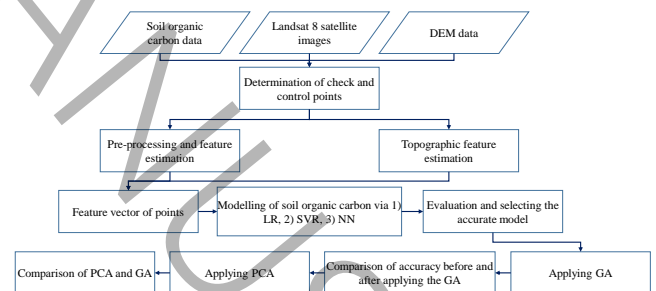 Soil organic
carbon data
Landsat 8 satellite
images
DEM data
Determination of check and
control points
Pre-processing and feature
estimation
Topographic feature
estimation
Feature vector of points
Modelling of soil organic carbon via 1)
LR, 2) SVR, 3) NN
Evaluation and selecting the
accurate model
Comparison of PCA and GA
Applying PCA
Comparison of accuracy before and
after applying the GA
Applying GA